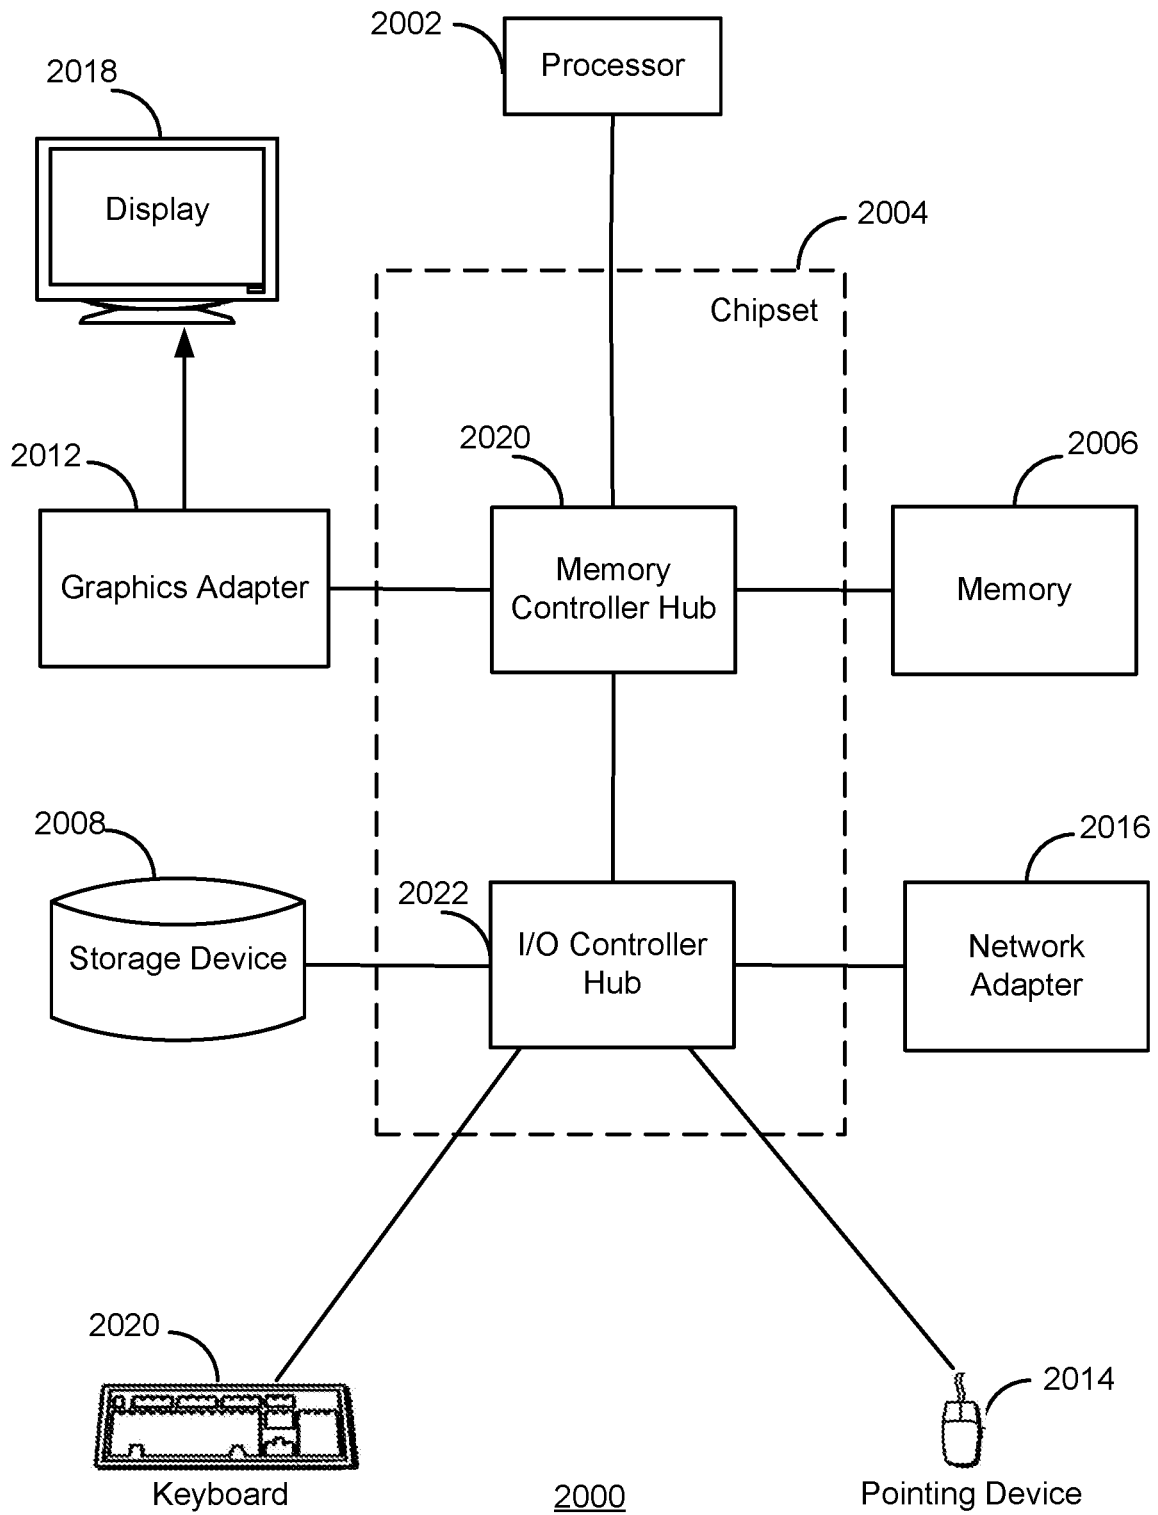 2002
Processor
2018
Display
2004
Chipset
2012
Graphics Adapter
2020
Memory
Controller Hub
2006
Memory
2008
Storage Device
2022
I/O Controller
Hub
2016
Network
Adapter
2020
Keyboard
2000
2014
Pointing Device